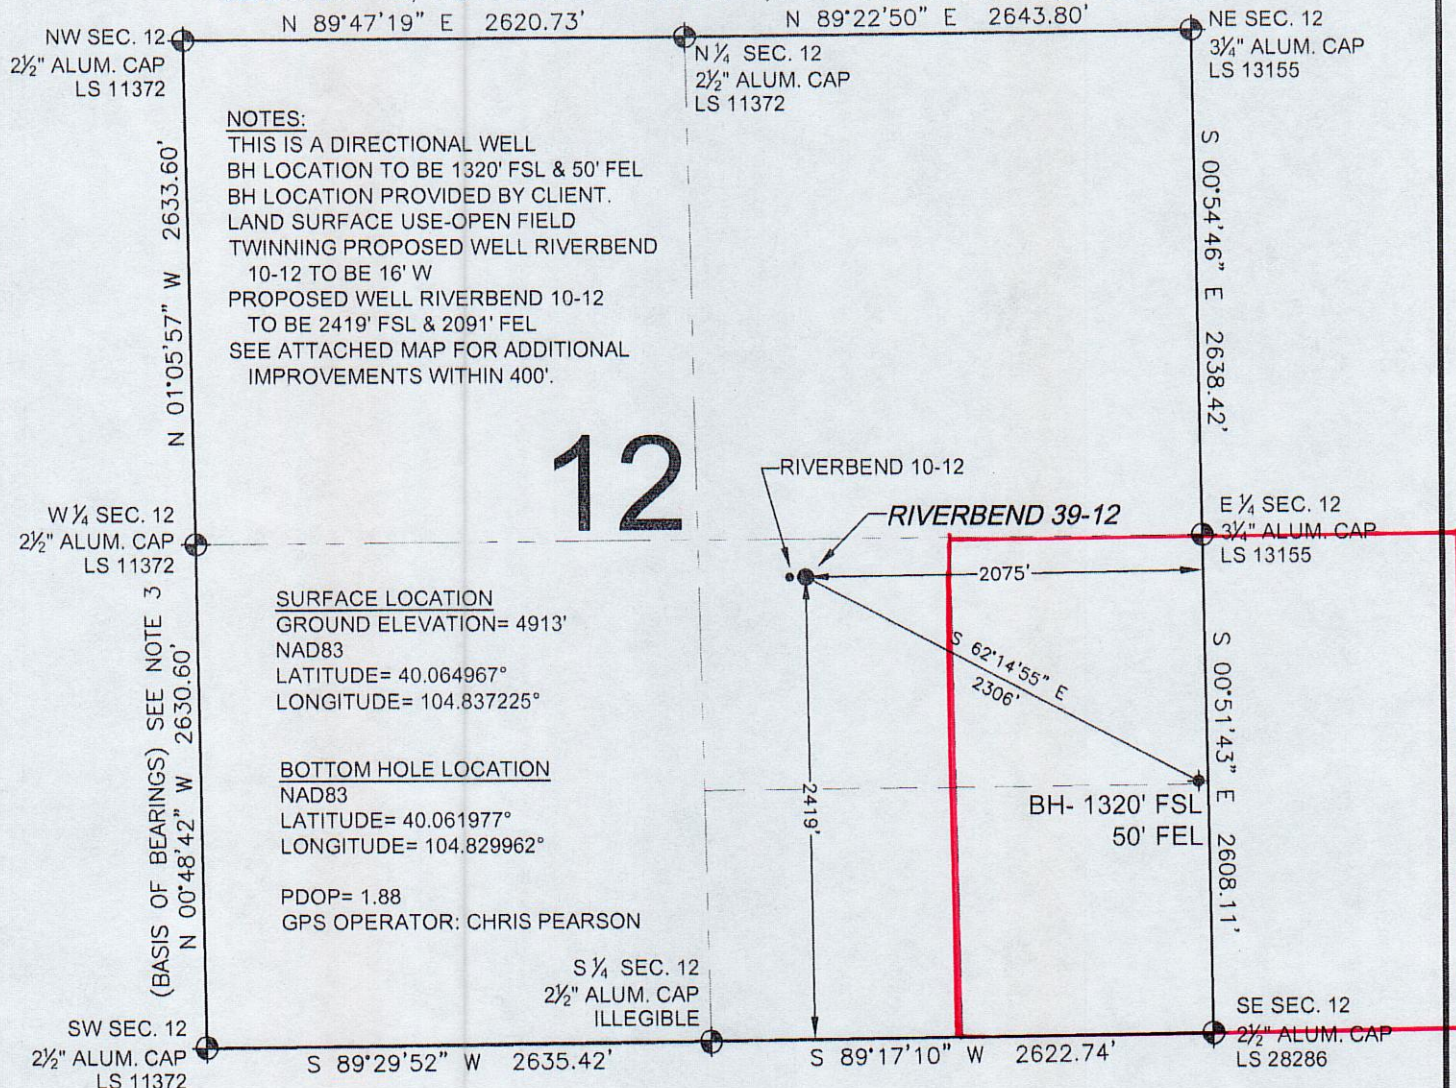 N 89°47'19" E 2620.73'
N 89°22'50" E 2643.80'
NW SEC. 12
2½" ALUM. CAP
LS 11372
N ¼ SEC. 12
2½" ALUM. CAP
LS 11372
NE SEC. 12
3¼" ALUM. CAP
LS 13155
NOTES:
THIS IS A DIRECTIONAL WELL
BH LOCATION TO BE 1320' FSL & 50' FEL
BH LOCATION PROVIDED BY CLIENT.
LAND SURFACE USE-OPEN FIELD
TWINNING PROPOSED WELL RIVERBEND
10-12 TO BE 16' W
PROPOSED WELL RIVERBEND 10-12
TO BE 2419' FSL & 2091' FEL
SEE ATTACHED MAP FOR ADDITIONAL
IMPROVEMENTS WITHIN 400'.
N 01°05'57" W 2633.60'
S 00°54'46" E 2638.42'
12
RIVERBEND 10-12
RIVERBEND 39-12
W ¼ SEC. 12
2½" ALUM. CAP
LS 11372
E ¼ SEC. 12
3¼" ALUM. CAP
LS 13155
2075'
SURFACE LOCATION
GROUND ELEVATION= 4913'
NAD83
LATITUDE= 40.064967°
LONGITUDE= 104.837225°
S 62°14'55" E
2306'
(BASIS OF BEARINGS) SEE NOTE 3
N 00°48'42" W 2630.60'
S 00°51'43" E 2608.11'
BOTTOM HOLE LOCATION
NAD83
LATITUDE= 40.061977°
LONGITUDE= 104.829962°
2419'
BH- 1320' FSL
50' FEL
PDOP= 1.88
GPS OPERATOR: CHRIS PEARSON
S ¼ SEC. 12
2½" ALUM. CAP
ILLEGIBLE
SW SEC. 12
2½" ALUM. CAP
LS 11372
SE SEC. 12
2½" ALUM. CAP
LS 28286
S 89°29'52" W 2635.42'
S 89°17'10" W 2622.74'